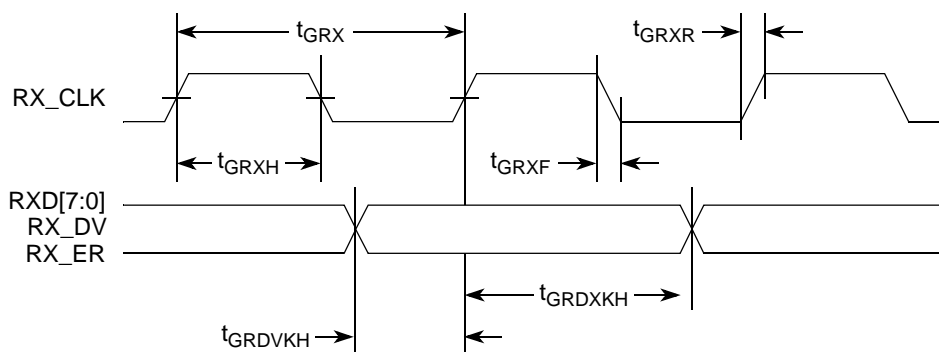 tGRX
tGRXR
RX_CLK
tGRXH
tGRXF
RXD[7:0]
RX_DV
RX_ER
tGRDXKH
tGRDVKH